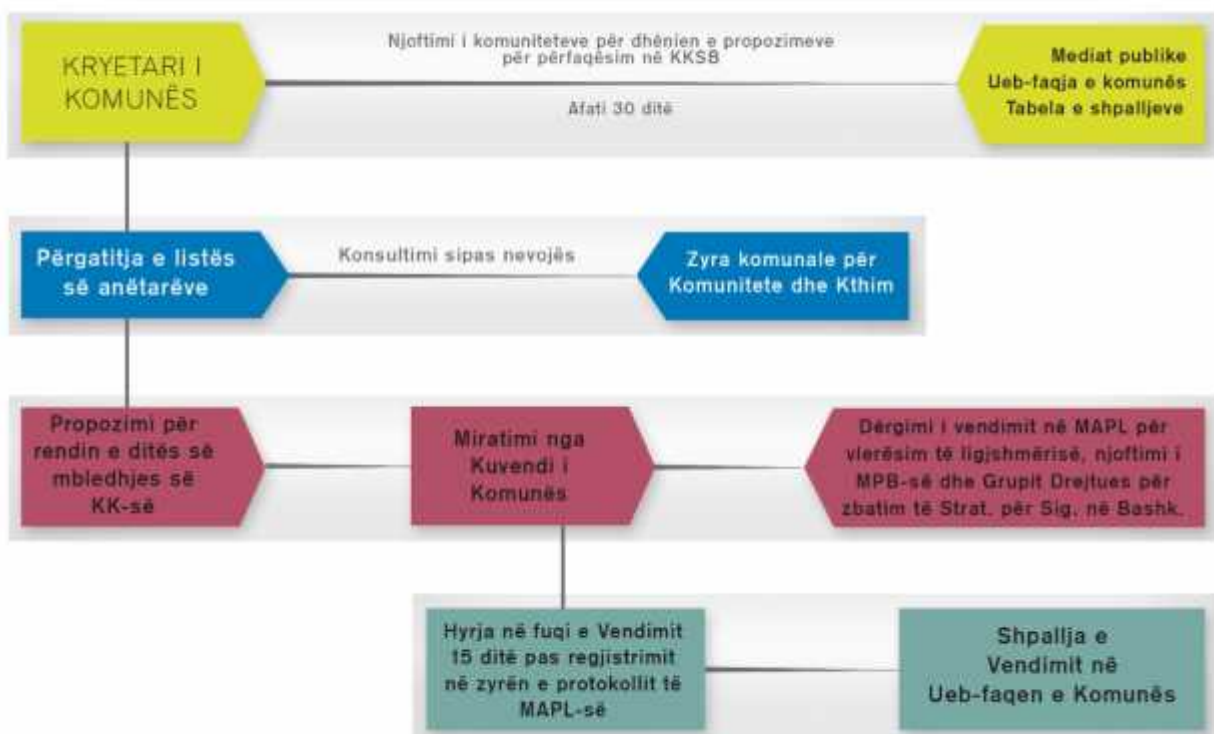 KRYETARI I
KOMUNËS
Njoftimi i komuniteteve për dhënien e propozimeve
për përfaqësim në KKSB
Afati 30 ditë
Mediat publike
Ueb-faqja e komunës
Tabela e shpalljeve
Përgatitja e listës
së anëtarëve
Konsultimi sipas nevojës
Zyra komunale për
Komunitete dhe Kthim
Propozimi për
rendin e ditës së
mbledhjes së
KK-së
Miratimi nga
Kuvendi i
Komunës
Dërgimi i vendimit në MAPL për
vlerësim të ligjshmërisë, njoftimi i
MPB-së dhe Grupit Drejtues për
zbatim të Strat. për Sig. në Bashk.
Hyrja në fuqi e Vendimit
15 ditë pas regjistrimit
në zyrën e protokollit të
MAPL-së
Shpallja e
Vendimit në
Ueb-faqen e Komunës